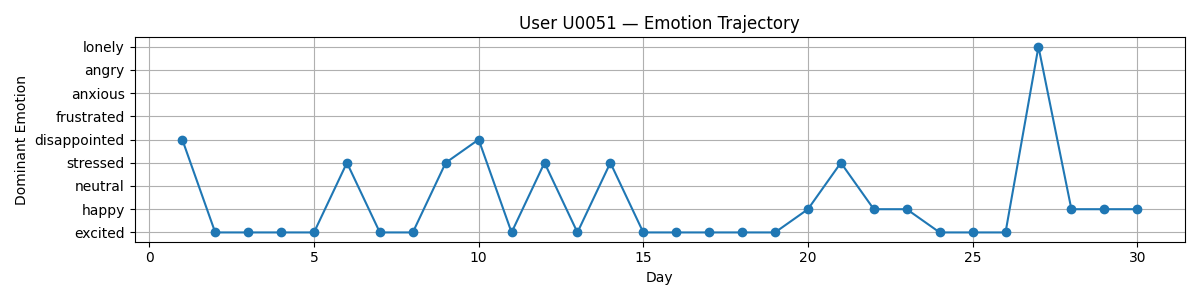 User U0051 — Emotion Trajectory
Dominant Emotion
lonely
angry
anxious
frustrated
disappointed
stressed
neutral
happy
excited
0 5 10 15 20 25 30
Day